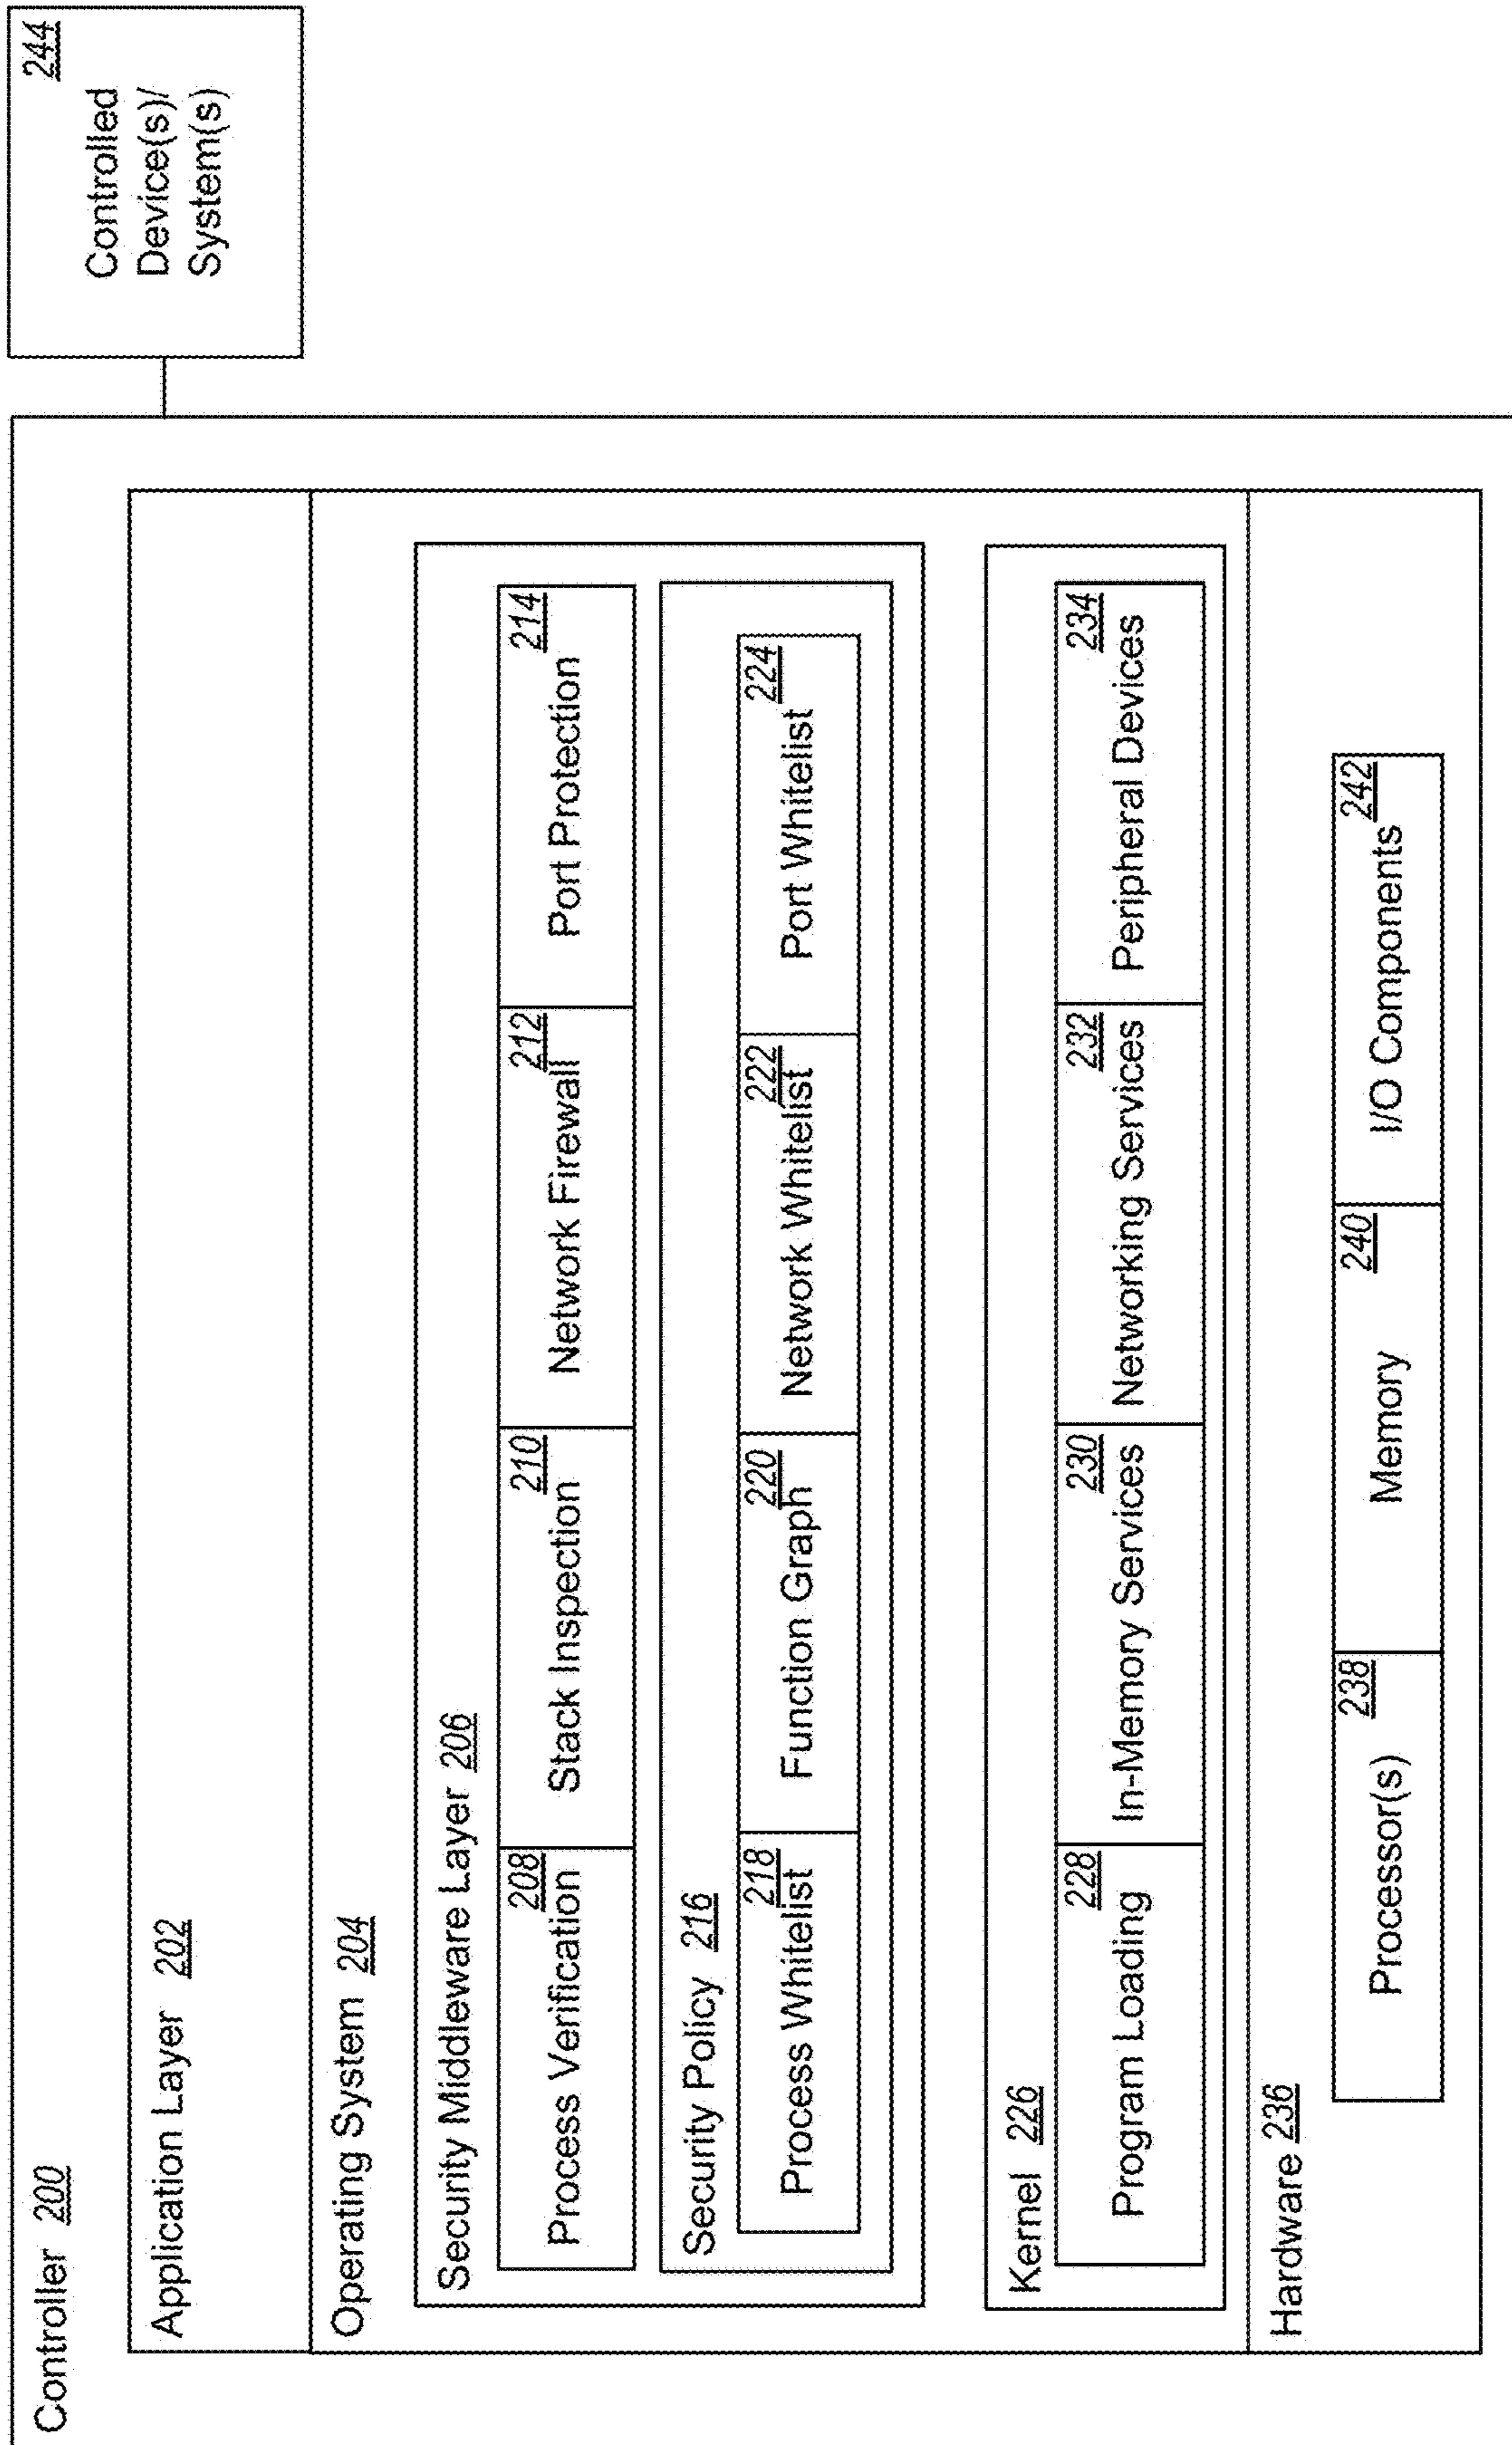 Controller 200
244
Controlled
Device(s)/
System(s)
Application Layer 202
Operating System 204
Security Middleware Layer 206
208
Process Verification
210
Stack Inspection
212
Network Firewall
214
Port Protection
Security Policy 216
218
Process Whitelist
220
Function Graph
222
Network Whitelist
224
Port Whitelist
Kernel 226
228
Program Loading
230
In-Memory Services
232
Networking Services
234
Peripheral Devices
Hardware 236
238
Processor(s)
240
Memory
242
I/O Components